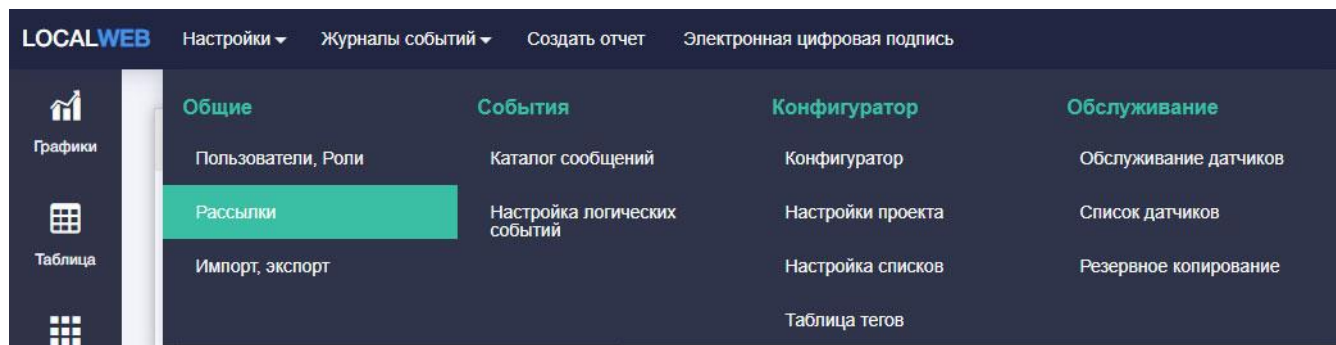 LOCALWEB Настройки Журналы событий Создать отчет Электронная цифровая подпись
Графики
Таблица
Общие
Пользователи, Роли
Рассылки
Импорт, экспорт
События
Каталог сообщений
Настройка логических
событий
Конфигуратор
Конфигуратор
Настройки проекта
Настройка списков
Таблица тегов
Обслуживание
Обслуживание датчиков
Список датчиков
Резервное копирование